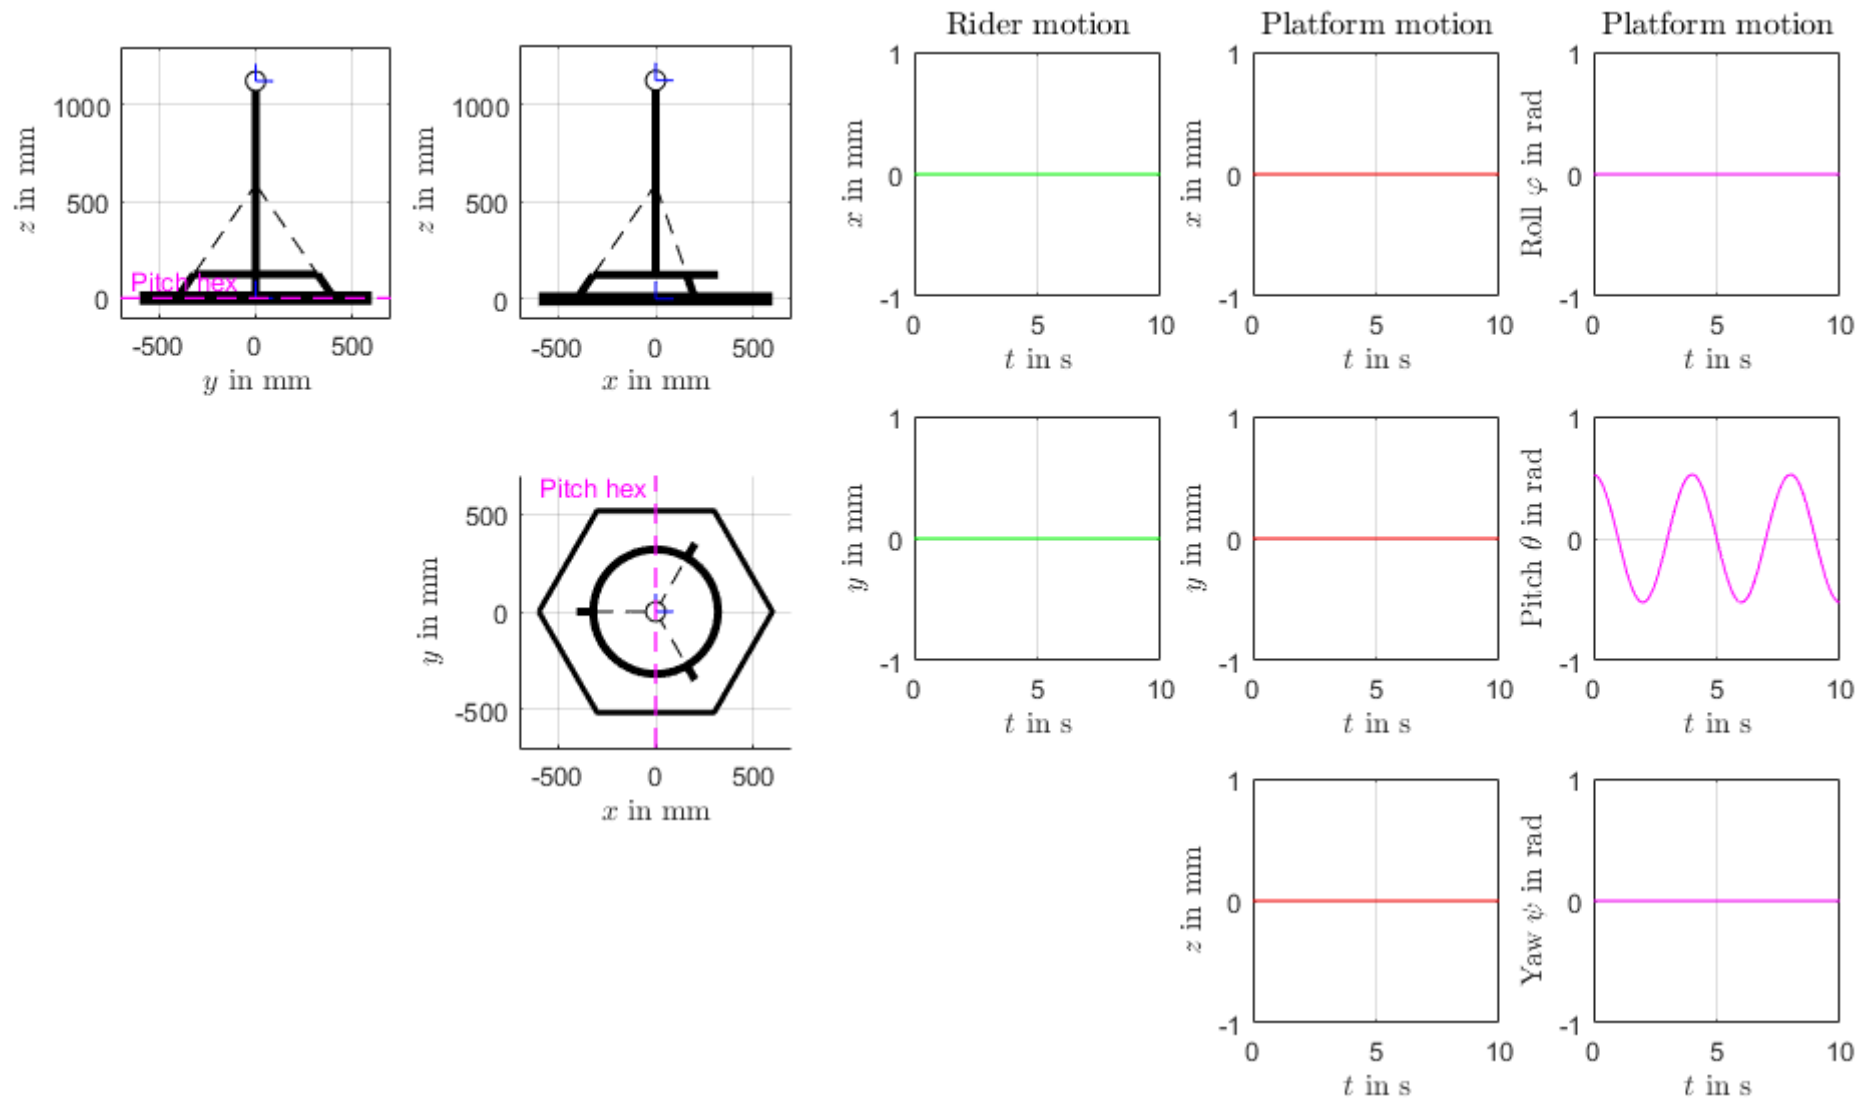 Rider motion
Platform motion
Platform motion
z in mm
1000
500
0
Pitch hex
-500 0 500
y in mm
z in mm
1000
500
0
-500 0 500
x in mm
x in mm
1
0
-1
0 5 10
t in s
x in mm
1
0
-1
0 5 10
t in s
Roll φ in rad
1
0
-1
0 5 10
t in s
y in mm
Pitch hex
500
0
-500
-500 0 500
x in mm
y in mm
1
0
-1
0 5 10
t in s
y in mm
1
0
-1
0 5 10
t in s
Pitch θ in rad
1
0
-1
0 5 10
t in s
z in mm
1
0
-1
0 5 10
t in s
Yaw ψ in rad
1
0
-1
0 5 10
t in s